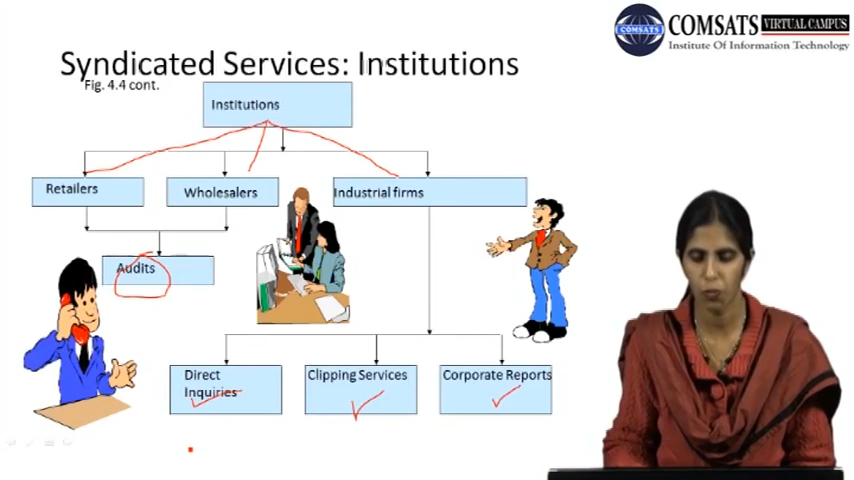 COMSATS VIRTUAL CAMPUS
COMSATS
Institute Of Information Technology
Syndicated Services: Institutions
Fig. 4.4 cont.
Institutions
Retailers
Wholesalers
Industrial firms
Audits
Direct
Inquiries
Clipping Services
Corporate Reports